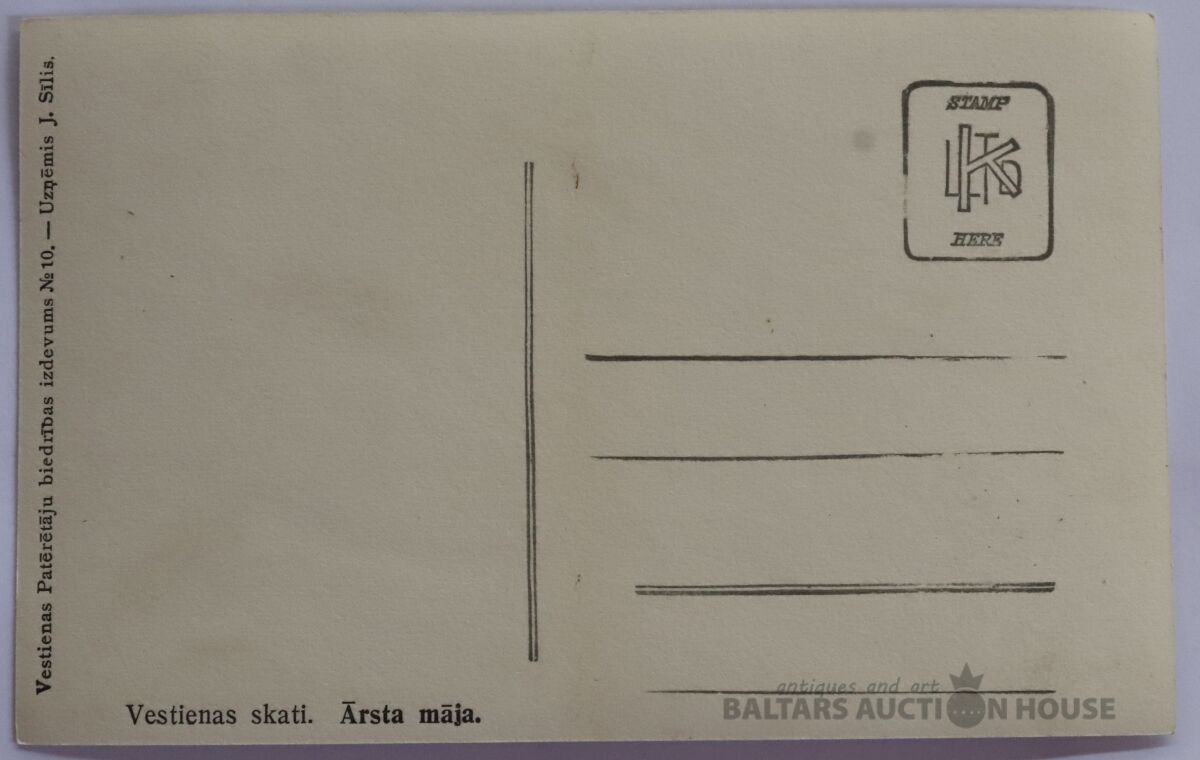 Vestienas Patērētāju biedrības izdevums № 10. — Uzņēmis J. Sīlis.
STAMP
HERE
Vestienas skati. Ārsta māja.
antiques and art
BALTARS AUCTION HOUSE